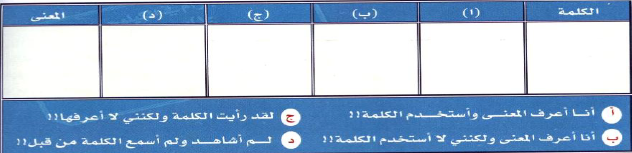 الكلمة (ا) (ب) (ج) (د) المعنى
أ أنا أعرف المعنى وأستخدم الكلمة!!
ج لقد رأيت الكلمة ولكنني لا أعرفها!!
ب أنا أعرف المعنى ولكنني لا أستخدم الكلمة!!
د لم أشاهد ولم أسمع الكلمة من قبل!!